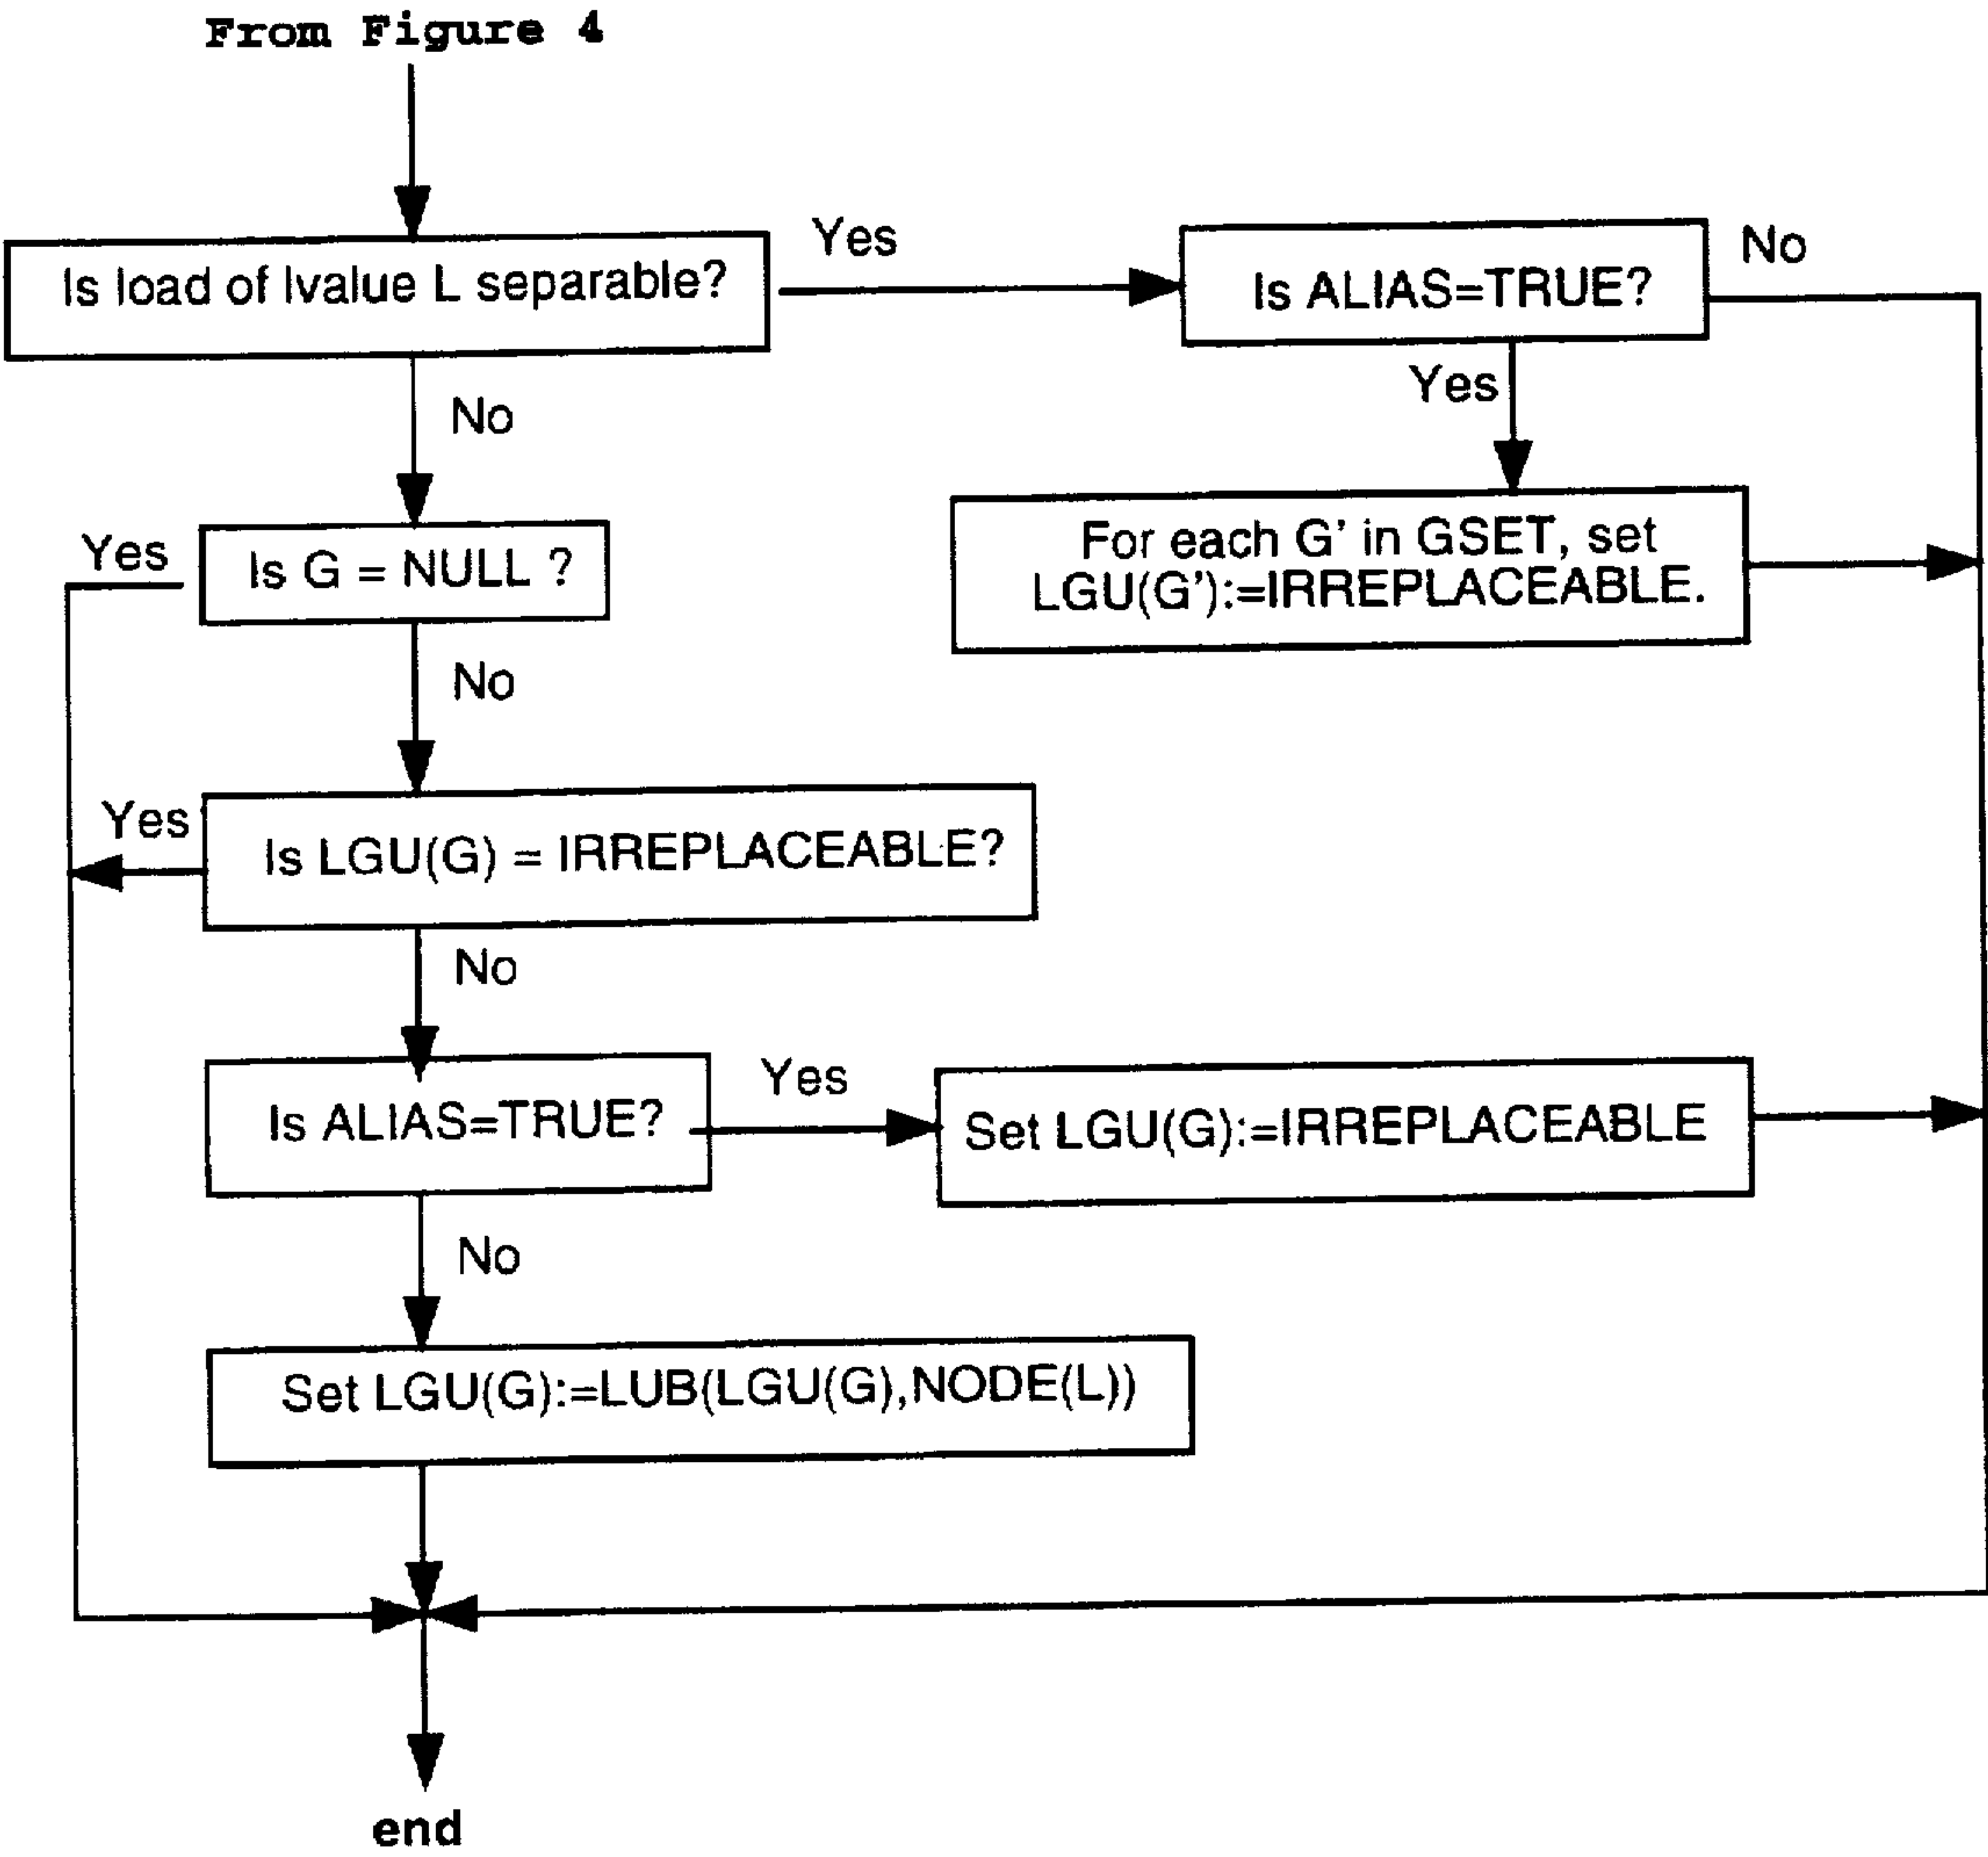 From Figure 4
Is load of lvalue L separable?
Yes
Is ALIAS=TRUE?
No
Yes
No
For each G' in GSET, set
LGU(G'):=IRREPLACEABLE.
Yes
Is G = NULL ?
No
Yes
Is LGU(G) = IRREPLACEABLE?
No
Is ALIAS=TRUE?
Yes
Set LGU(G):=IRREPLACEABLE
No
Set LGU(G):=LUB(LGU(G),NODE(L))
end